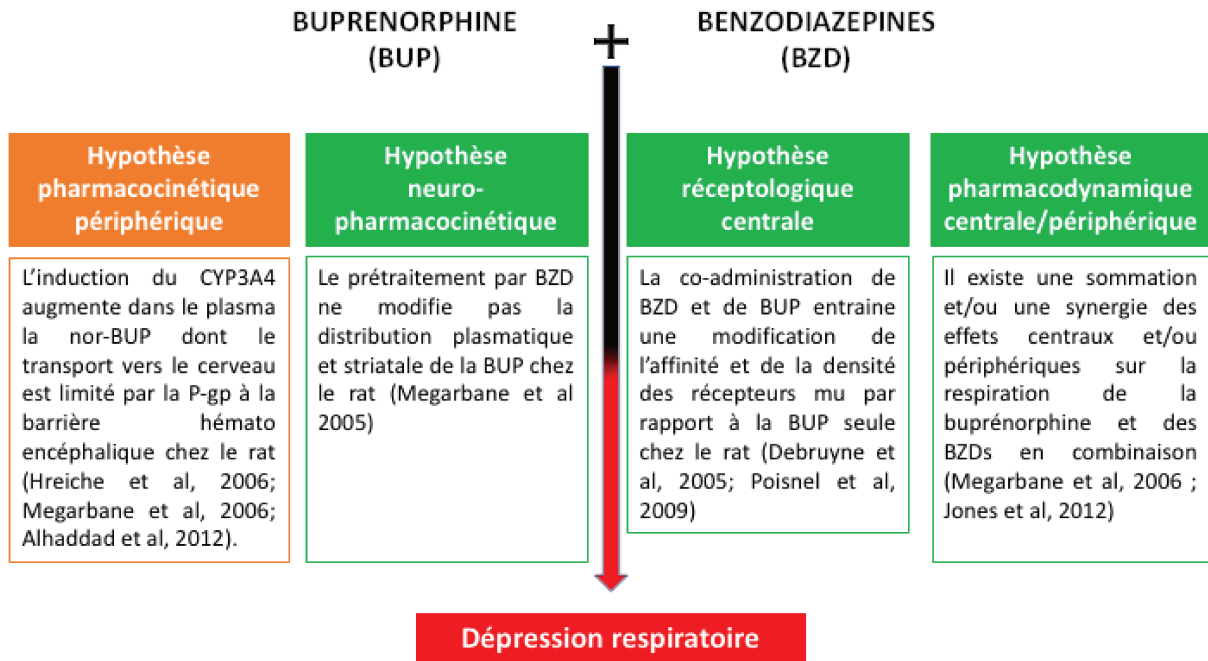 BUPRENORPHINE
(BUP)
+
BENZODIAZEPINES
(BZD)
Hypothèse
pharmacocinétique
périphérique
L’induction du CYP3A4
augmente dans le plasma
la nor-BUP dont le
transport vers le cerveau
est limité par la P-gp à la
barrière hémato
encéphalique chez le rat
(Hreiche et al, 2006;
Megarbane et al, 2006;
Alhaddad et al, 2012).
Hypothèse
neuro-
pharmacocinétique
Le prétraitement par BZD
ne modifie pas la
distribution plasmatique
et striatale de la BUP chez
le rat (Megarbane et al
2005)
Hypothèse
réceptologique
centrale
La co-administration de
BZD et de BUP entraine
une modification de
l’affinité et de la densité
des récepteurs mu par
rapport à la BUP seule
chez le rat (Debruyne et
al, 2005; Poisnel et al,
2009)
Hypothèse
pharmacodynamique
centrale/périphérique
Il existe une sommation
et/ou une synergie des
effets centraux et/ou
périphériques sur la
respiration de la
buprénorphine et des
BZDs en combinaison
(Megarbane et al, 2006 ;
Jones et al, 2012)
Dépression respiratoire